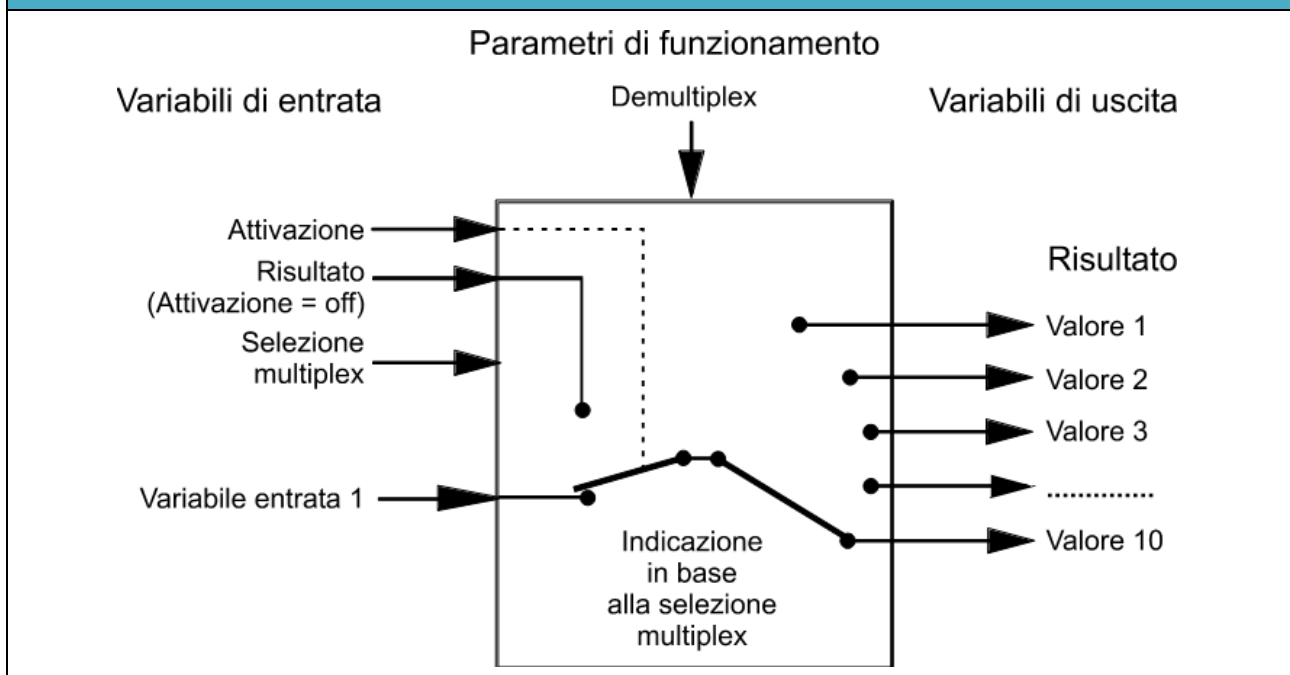 Parametri di funzionamento
Variabili di entrata
Demultiplex
Variabili di uscita
Attivazione
Risultato
(Attivazione = off)
Selezione
multiplex
Variabile entrata 1
Risultato
Valore 1
Valore 2
Valore 3
................
Valore 10
Indicazione
in base
alla selezione
multiplex